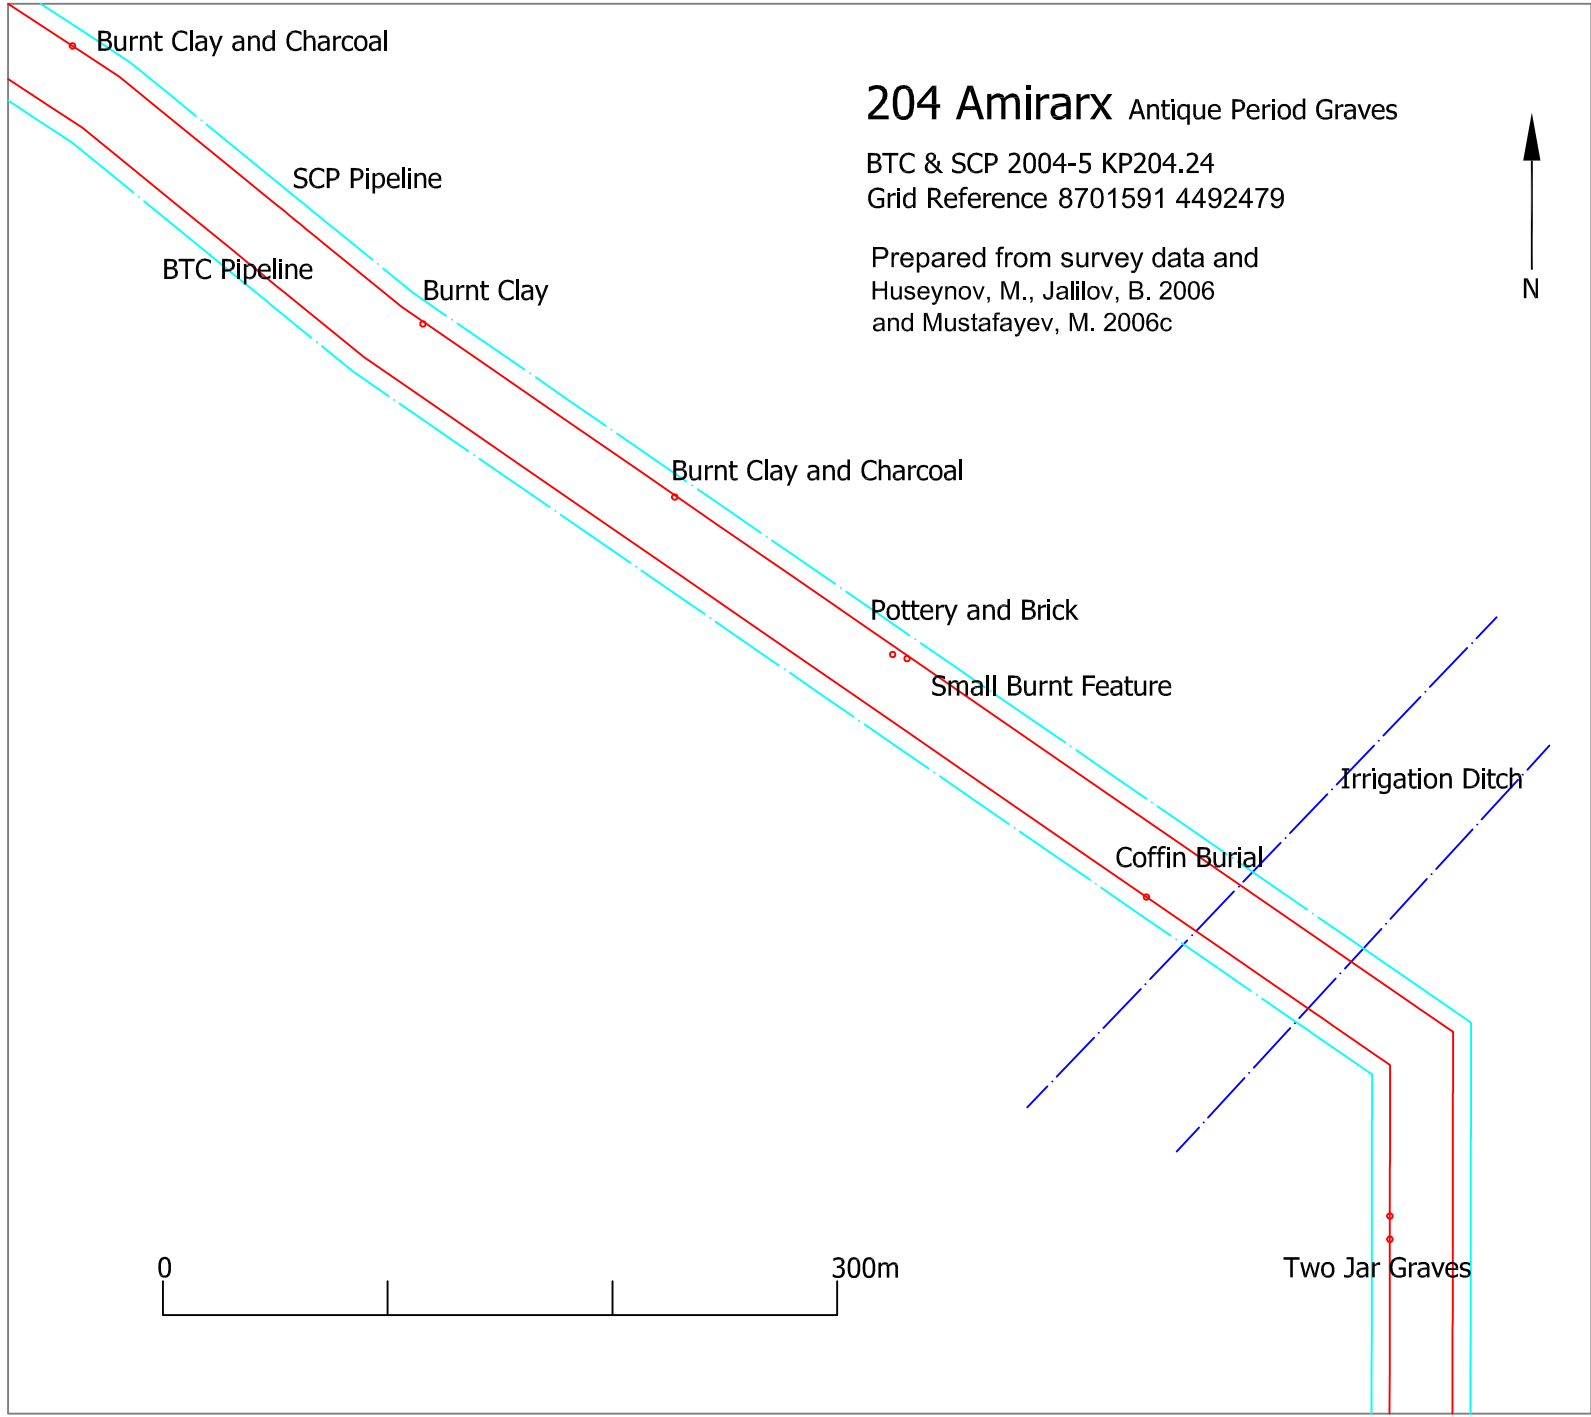 Burnt Clay and Charcoal
204 Amirarx Antique Period Graves
BTC & SCP 2004-5 KP204.24
Grid Reference 8701591 4492479
Prepared from survey data and
Huseynov, M., Jalilov, B. 2006
and Mustafayev, M. 2006c
N
SCP Pipeline
BTC Pipeline
Burnt Clay
Burnt Clay and Charcoal
Pottery and Brick
Small Burnt Feature
Irrigation Ditch
Coffin Burial
Two Jar Graves
0
300m